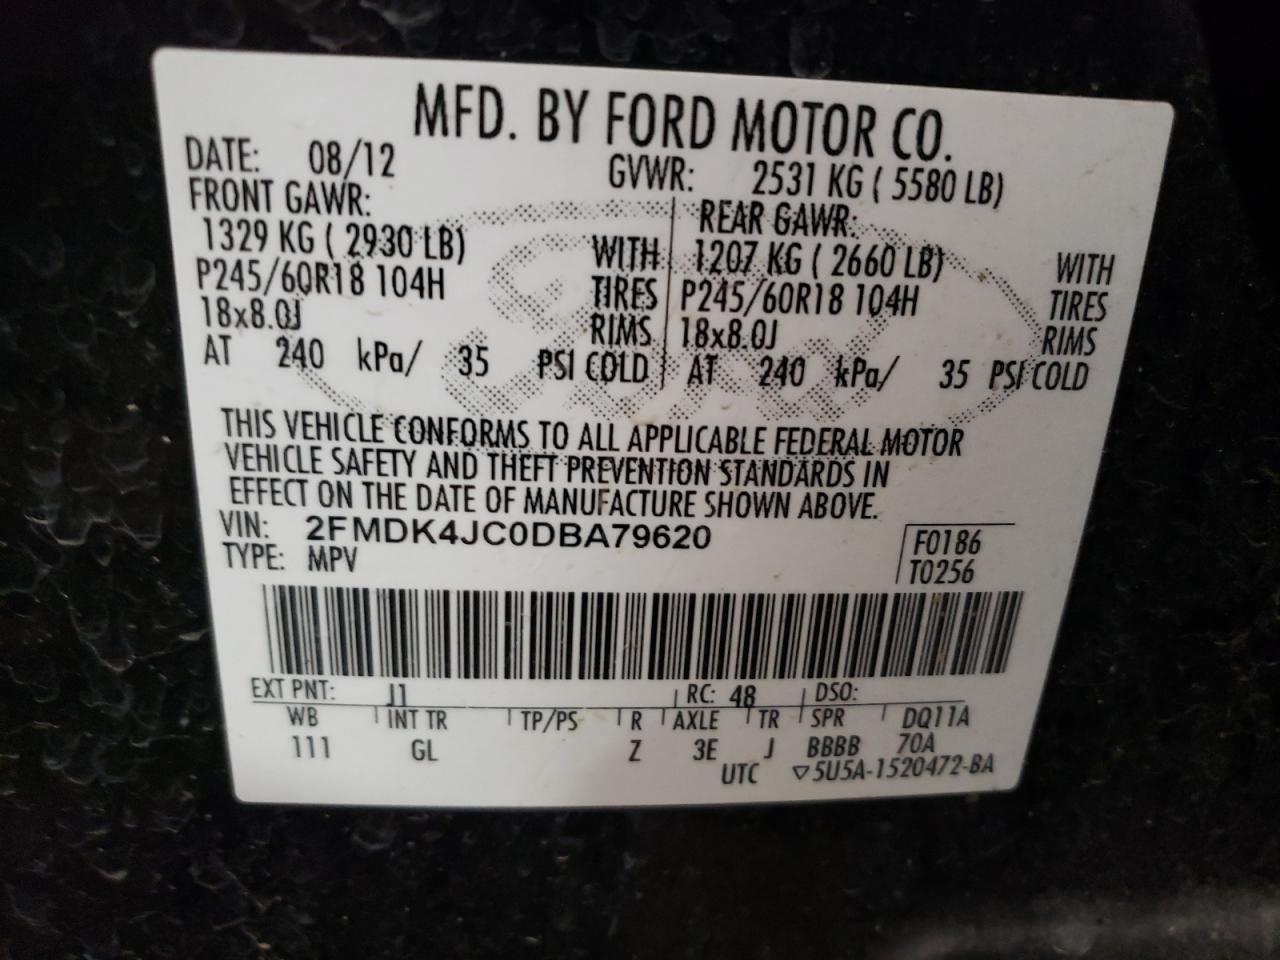 MFD. BY FORD MOTOR CO.
DATE: 08/12 GVWR: 2531 KG ( 5580 LB)
FRONT GAWR: REAR GAWR:
1329 KG ( 2930 LB) WITH 1207 KG ( 2660 LB) WITH
P245/60R18 104H TIRES P245/60R18 104H TIRES
18x8.0J RIMS 18x8.0J RIMS
AT 240 kPa/ 35 PSI COLD AT 240 kPa/ 35 PSI COLD
Ford
THIS VEHICLE CONFORMS TO ALL APPLICABLE FEDERAL MOTOR
VEHICLE SAFETY AND THEFT PREVENTION STANDARDS IN
EFFECT ON THE DATE OF MANUFACTURE SHOWN ABOVE.
VIN: 2FMDK4JC0DBA79620
TYPE: MPV
F0186
T0256
EXT PNT: J1 RC: 48 DSO:
WB INT TR TP/PS R AXLE TR SPR DQ11A
111 GL Z 3E J BBBB 70A
UTC ▽5U5A-1520472-BA